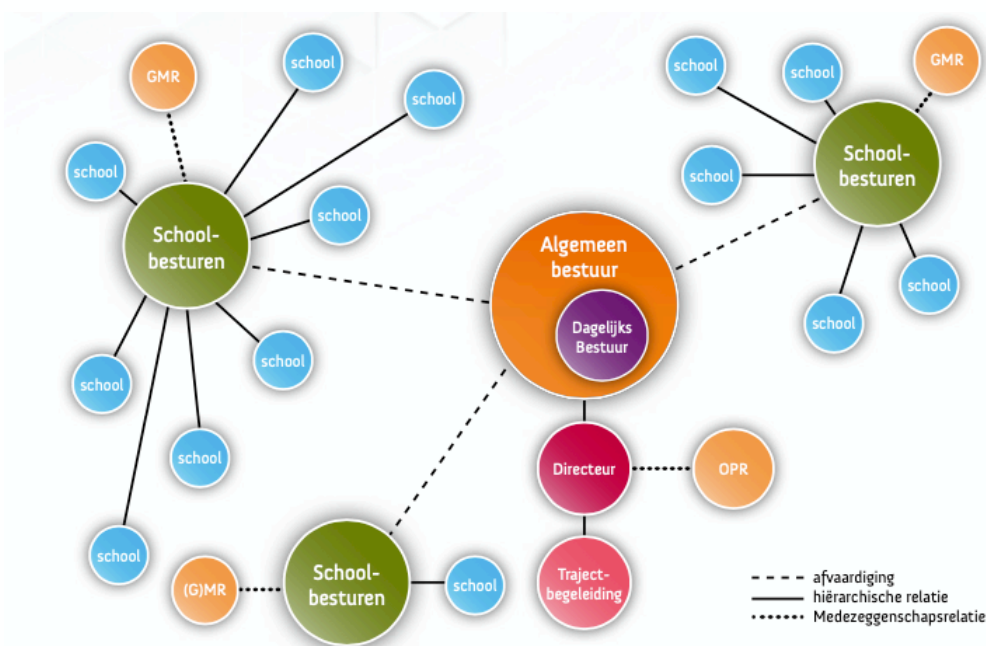 school
GMR
school
school
school
School-
besturen
school
school
school
school
school
school
school
GMR
school
School-
besturen
school
school
Algemeen
bestuur
Dagelijks
Bestuur
Directeur
OPR
Traject-
begeleiding
(G)MR
School-
besturen
school
afvaardiging
hiërarchische relatie
Medezeggenschapsrelatie